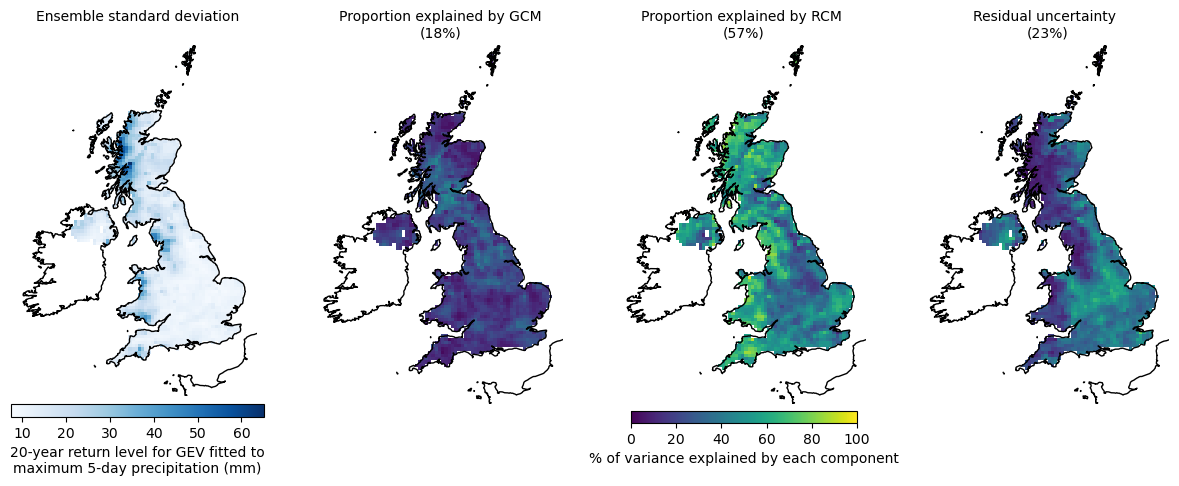 Ensemble standard deviation
Proportion explained by GCM
(18%)
Proportion explained by RCM
(57%)
Residual uncertainty
(23%)
10 20 30 40 50 60
20-year return level for GEV fitted to
maximum 5-day precipitation (mm)
0 20 40 60 80 100
% of variance explained by each component